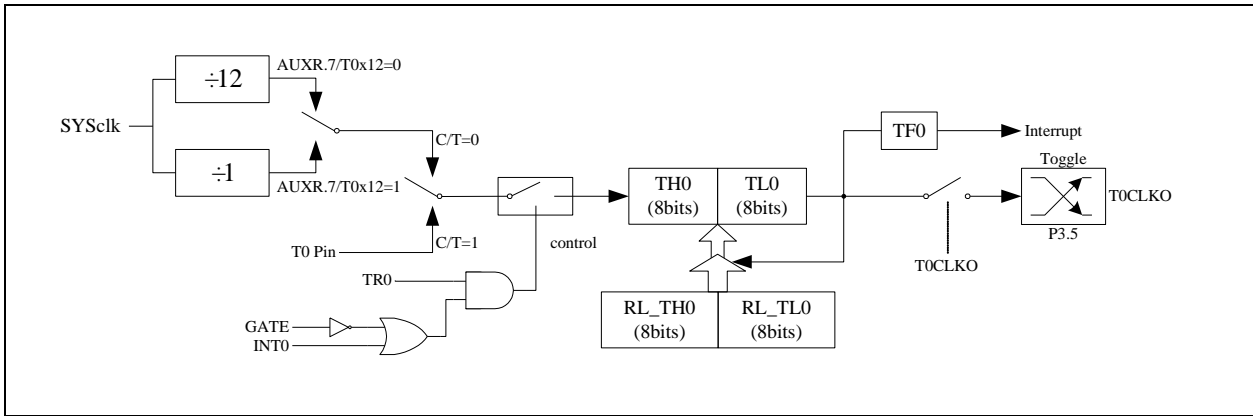 AUXR.7/T0x12=0
÷12
SYSclk
÷1
AUXR.7/T0x12=1
C/T=0
C/T=1
T0 Pin
control
TR0
GATE
INT0
TH0
(8bits)
TL0
(8bits)
RL_TH0
(8bits)
RL_TL0
(8bits)
TF0
Interrupt
Toggle
T0CLKO
P3.5
T0CLKO